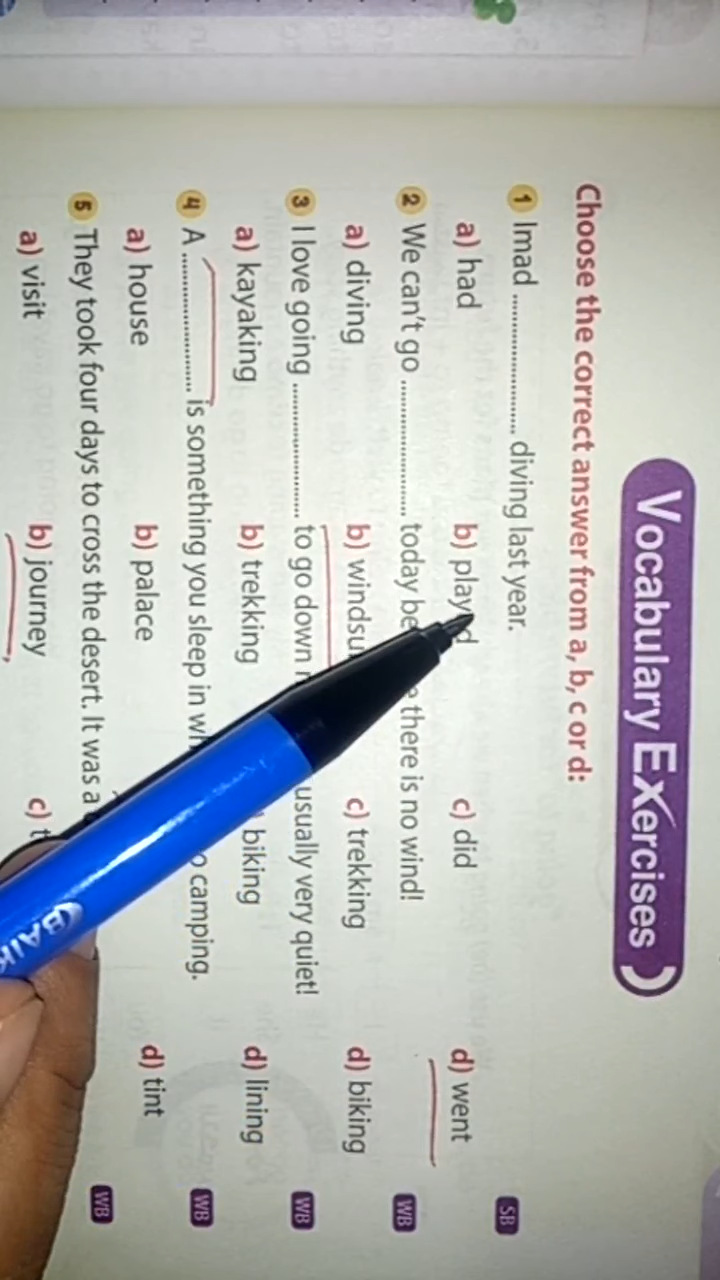 Vocabulary Exercises
Choose the correct answer from a, b, c or d:
1 Imad .................... diving last year. SB
a) had b) played c) did d) went
2 We can't go .................... today there is no wind! WB
a) diving b) c) trekking d) biking
3 I love going .................... to go down usually very quiet! WB
a) kayaking b) trekking biking d) lining
4 A .................... is something you sleep in camping. WB
a) house b) palace d) tint
5 They took four days to cross the desert. It was a WB
a) visit b) journey c)
BAIK